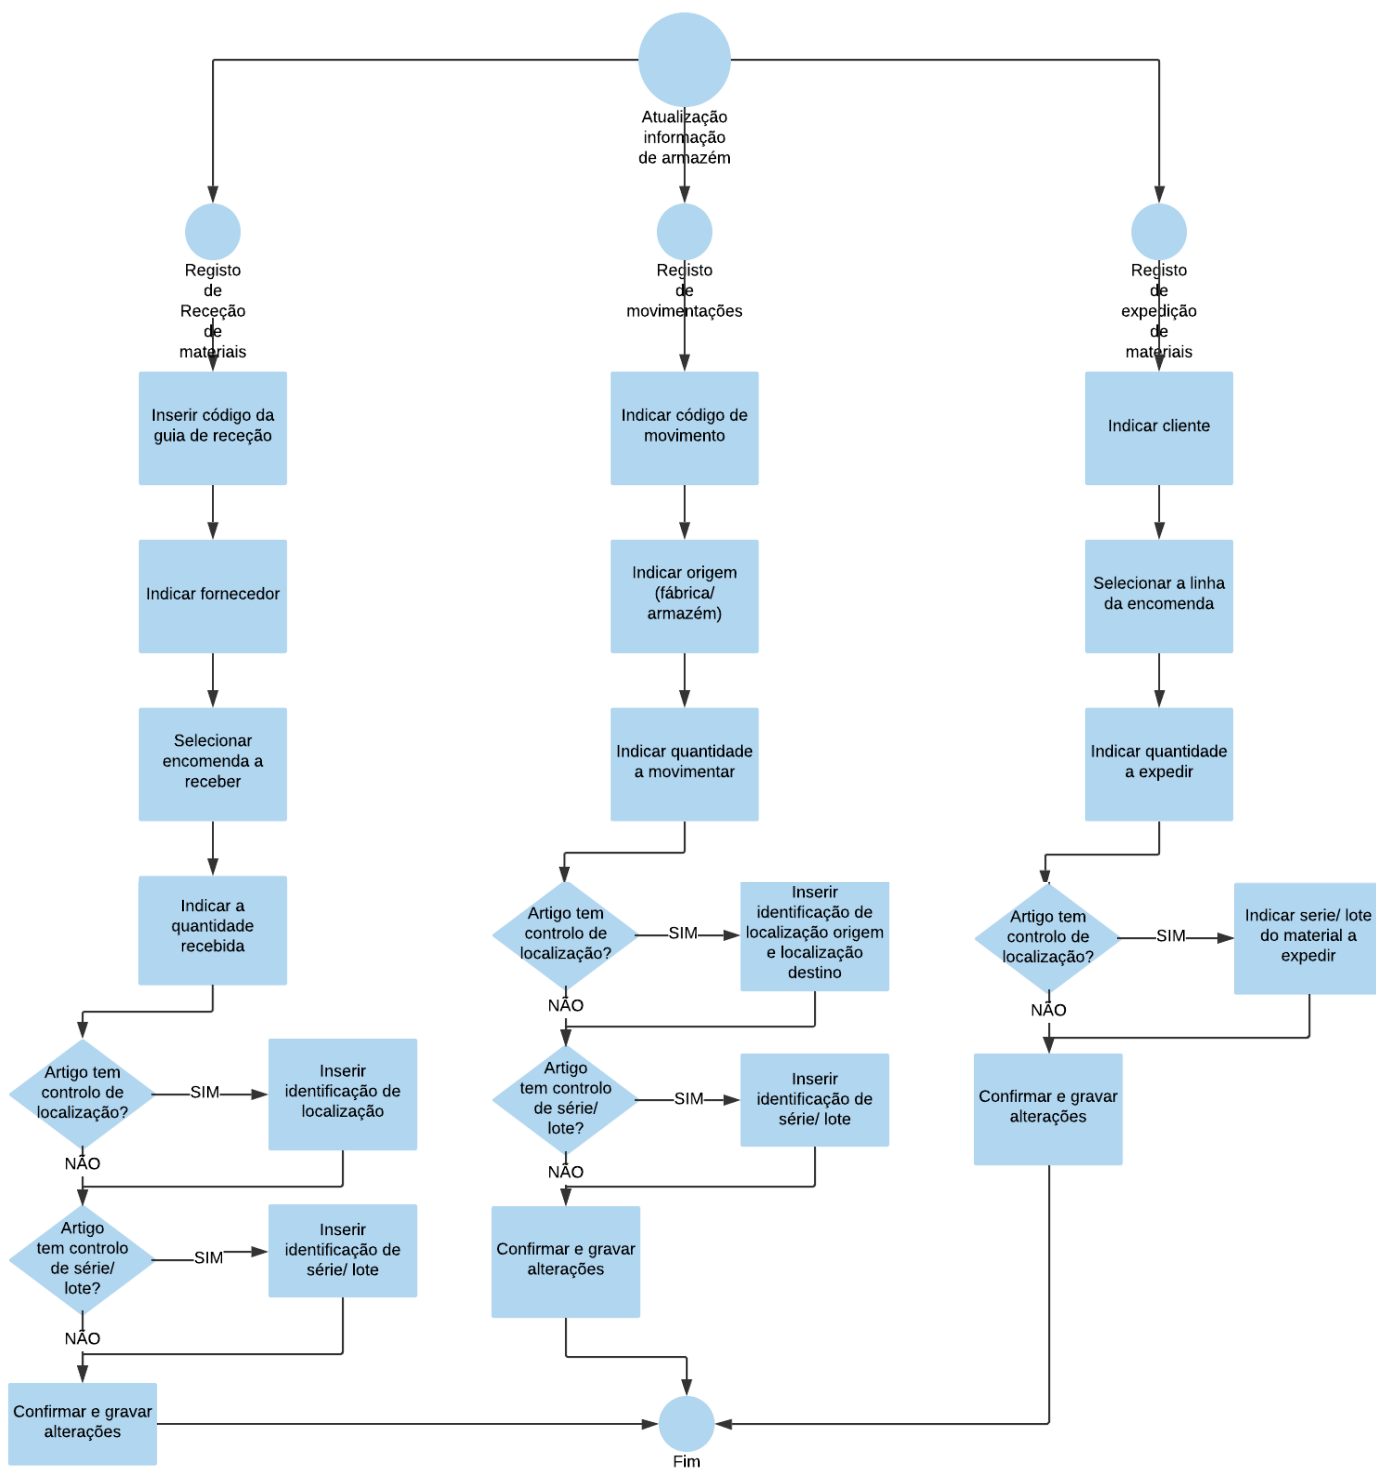 Atualização
informação
de armazém
Registo
de
Receção
de
materiais
Inserir código da
guia de receção
Indicar fornecedor
Selecionar
encomenda a
receber
Indicar a
quantidade
recebida
Artigo tem
controlo de
localização?
SIM
Inserir
identificação de
localização
NÃO
Artigo
tem controlo
de série/
lote?
SIM
Inserir
identificação de
série/ lote
NÃO
Confirmar e gravar
alterações
Registo
de
movimentações
Indicar código de
movimento
Indicar origem
(fábrica/
armazém)
Indicar quantidade
a movimentar
Artigo tem
controlo de
localização?
SIM
Inserir
identificação de
localização origem
e localização
destino
NÃO
Artigo
tem controlo
de série/
lote?
SIM
Inserir
identificação de
série/ lote
NÃO
Confirmar e gravar
alterações
Registo
de
expedição
de
materiais
Indicar cliente
Selecionar a linha
da encomenda
Indicar quantidade
a expedir
Artigo tem
controlo de
localização?
SIM
Indicar serie/ lote
do material a
expedir
NÃO
Confirmar e gravar
alterações
Fim